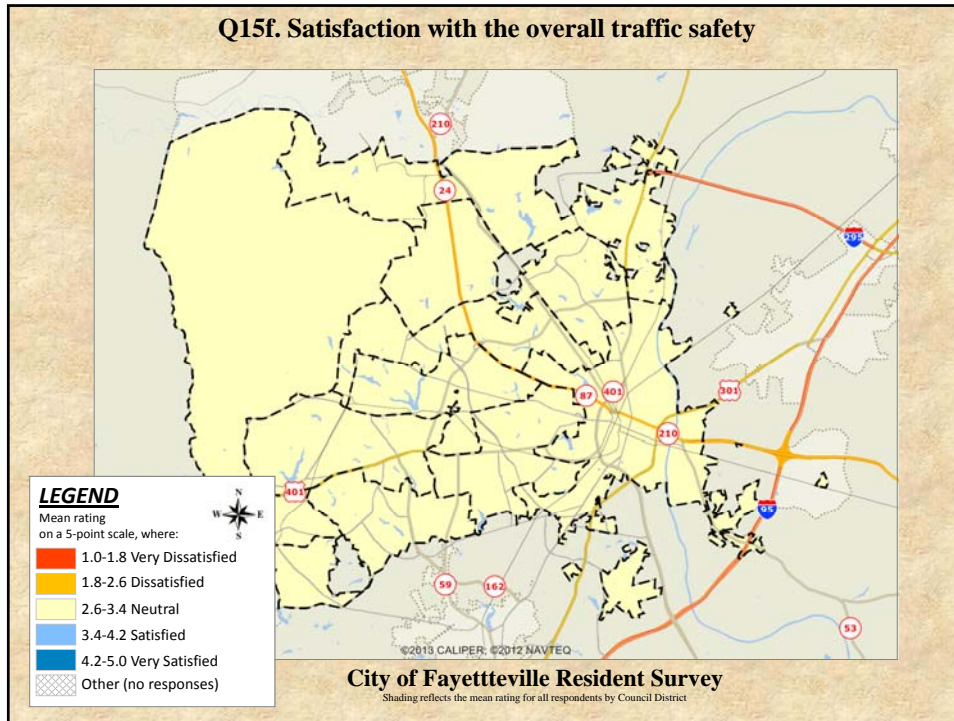 Q15f. Satisfaction with the overall traffic safety
210
24
295
87
401
301
210
401
95
59
162
53
LEGEND
Mean rating
on a 5-point scale, where:
N
W
E
S
1.0-1.8 Very Dissatisfied
1.8-2.6 Dissatisfied
2.6-3.4 Neutral
3.4-4.2 Satisfied
4.2-5.0 Very Satisfied
Other (no responses)
©2013 CALIPER; ©2012 NAVTEQ
City of Fayettteville Resident Survey
Shading reflects the mean rating for all respondents by Council District